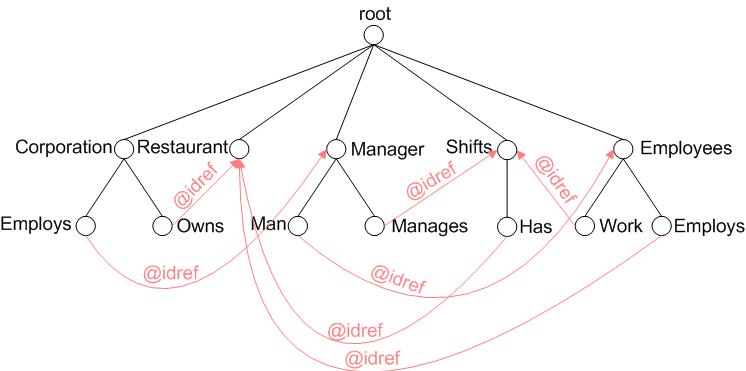 root
Corporation
Restaurant
Manager
Shifts
Employees
@idref
@idref
@idref
Employs
Owns
Man
Manages
Has
Work
Employs
@idref
@idref
@idref
@idref